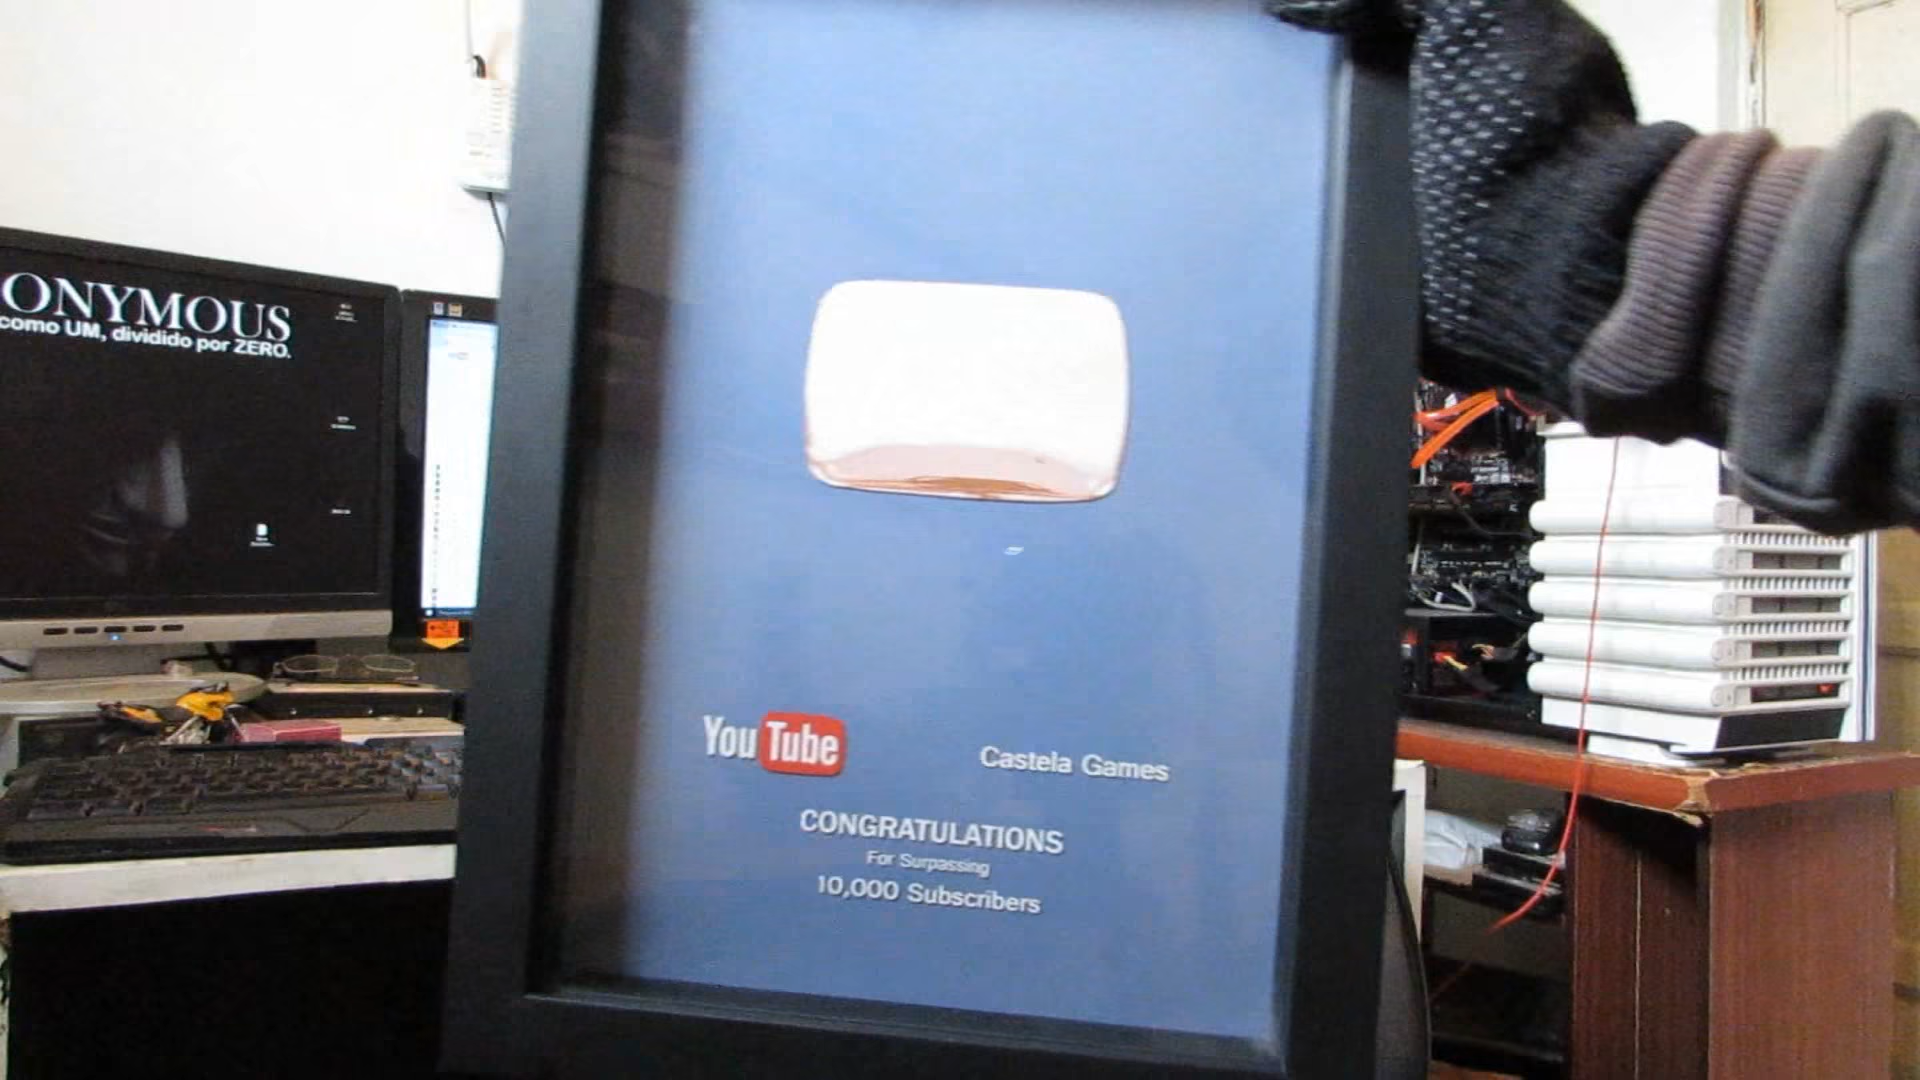 ONYMOUS
como UM, dividido por ZERO.
YouTube
Castela Games
CONGRATULATIONS
For Surpassing
10,000 Subscribers